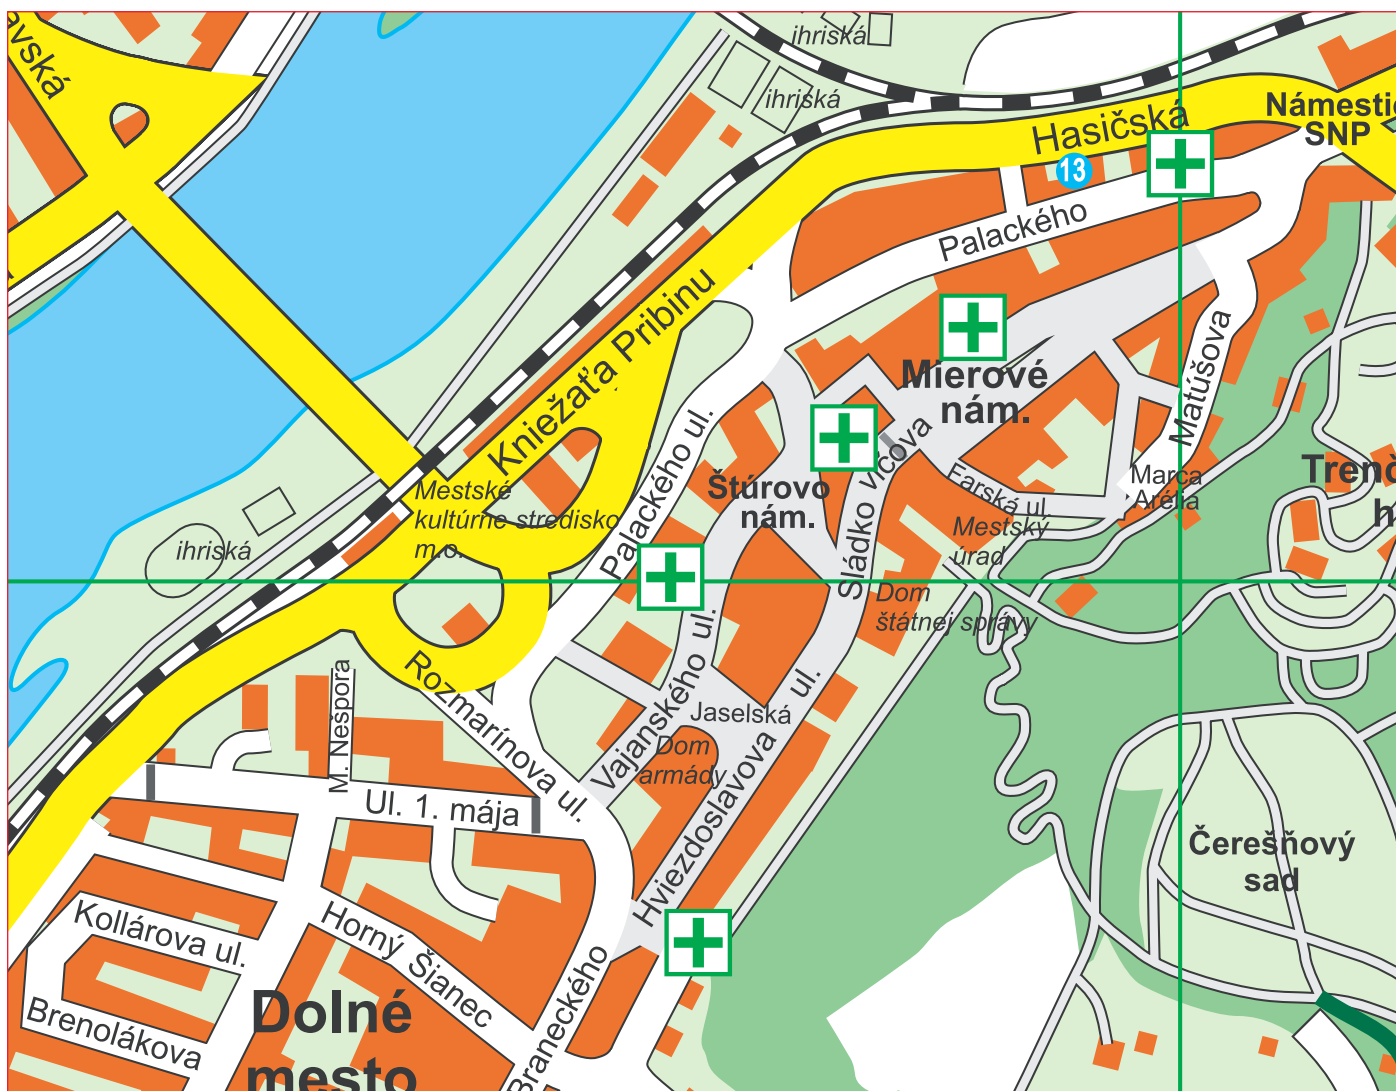 ihriská
ihriská
Hasičská
Námestie
SNP
13
Palackého
Kniežaťa Pribinu
Mierové
nám.
Matúšova
Palackého ul.
Sládkovičova
Štúrovo
nám.
Farská ul.
Marca
Arélia
Mestské
kultúrne stredisko
m.o.
Mestský
úrad
ihriská
Dom
štátnej správy
Vajanského ul.
Jaselská
Rozmarínova ul.
M. Nešpora
Dom
armády
Hviezdoslavova ul.
Ul. 1. mája
Čerešňový
sad
Kollárova ul.
Horný Šianec
Braneckého
Brenolákova
Dolné
mesto